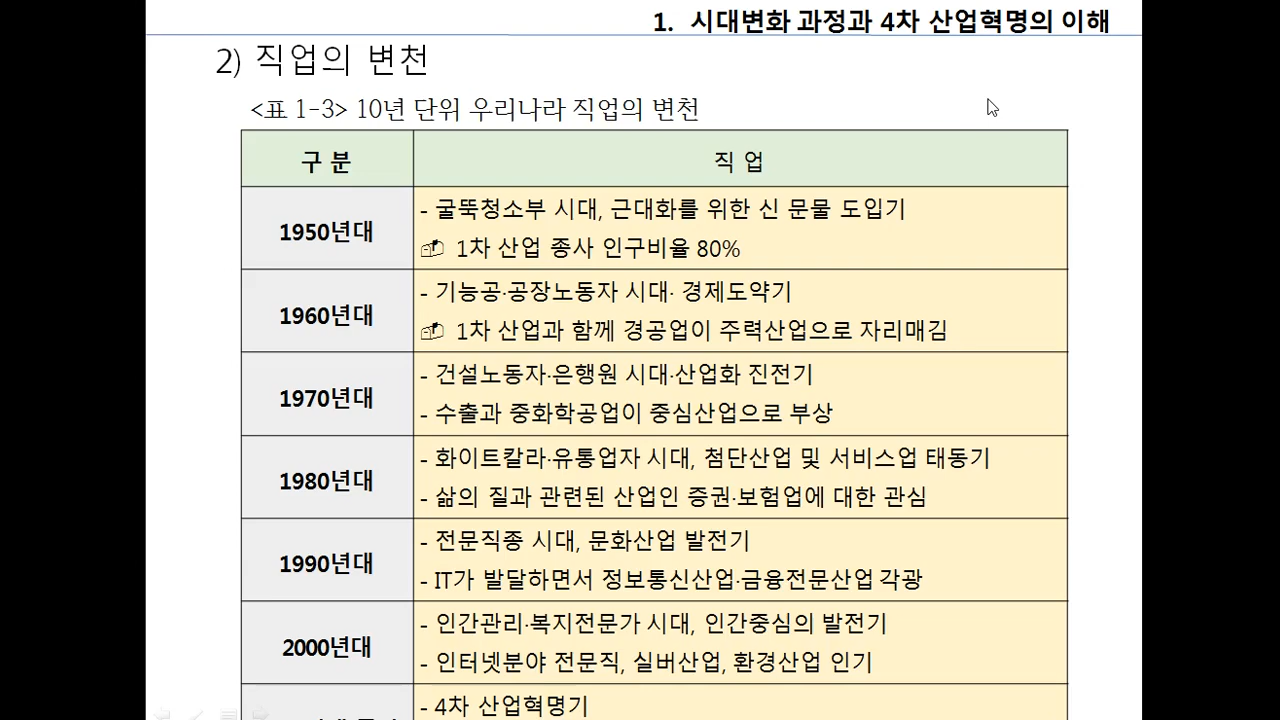 1. 시대변화 과정과 4차 산업혁명의 이해
2) 직업의 변천
<표 1-3> 10년 단위 우리나라 직업의 변천
구 분
직 업
1950년대
- 굴뚝청소부 시대, 근대화를 위한 신 문물 도입기
1차 산업 종사 인구비율 80%
1960년대
- 기능공·공장노동자 시대· 경제도약기
1차 산업과 함께 경공업이 주력산업으로 자리매김
1970년대
- 건설노동자·은행원 시대·산업화 진전기
- 수출과 중화학공업이 중심산업으로 부상
1980년대
- 화이트칼라·유통업자 시대, 첨단산업 및 서비스업 태동기
- 삶의 질과 관련된 산업인 증권·보험업에 대한 관심
1990년대
- 전문직종 시대, 문화산업 발전기
- IT가 발달하면서 정보통신산업·금융전문산업 각광
2000년대
- 인간관리·복지전문가 시대, 인간중심의 발전기
- 인터넷분야 전문직, 실버산업, 환경산업 인기
- 4차 산업혁명기